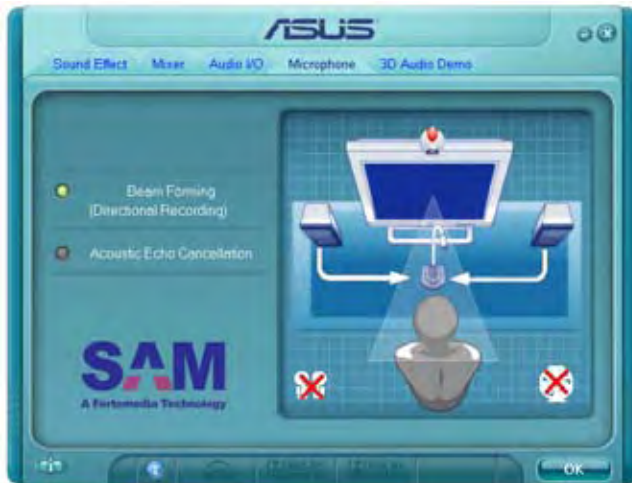 ASUS
Sound Effect Mixer Audio I/O Microphone 3D Audio Demo
Beam Forming
(Directional Recording)
Acoustic Echo Cancellation
SAM
A Fortemedia Technology
OK